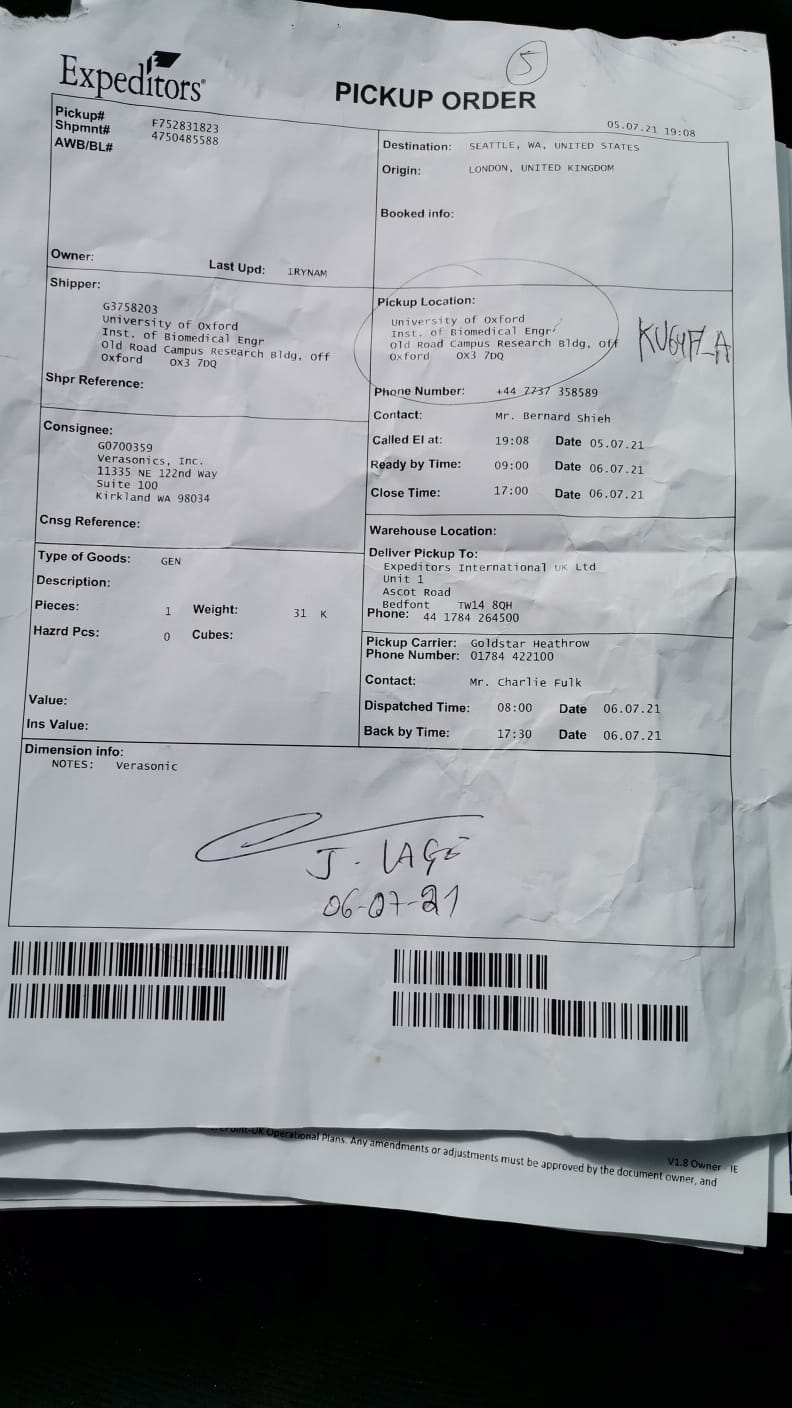 5
Expeditors®
PICKUP ORDER
05.07.21 19:08
Pickup# F752831823
Shpmnt# 4750485588
AWB/BL#
Destination: SEATTLE, WA, UNITED STATES
Origin: LONDON, UNITED KINGDOM
Booked info:
Owner: Last Upd: IRYNAM
Shipper:
G3758203
University of Oxford
Inst. of Biomedical Engr
Old Road Campus Research Bldg, off
Oxford OX3 7DQ
Shpr Reference:
Pickup Location:
University of Oxford
Inst. of Biomedical Engr
Old Road Campus Research Bldg, off
Oxford OX3 7DQ
Phone Number: +44 7737 358589
Contact: Mr. Bernard Shieh
Called EI at: 19:08 Date 05.07.21
Ready by Time: 09:00 Date 06.07.21
Close Time: 17:00 Date 06.07.21
Consignee:
G0700359
Verasonics, Inc.
11335 NE 122nd Way
Suite 100
Kirkland WA 98034
Cnsg Reference:
Warehouse Location:
Deliver Pickup To:
Expeditors International UK Ltd
Unit 1
Ascot Road
Bedfont TW14 8QH
Phone: 44 1784 264500
Type of Goods: GEN
Description:
Pieces: 1 Weight: 31 K
Hazrd Pcs: 0 Cubes:
Value:
Ins Value:
Pickup Carrier: Goldstar Heathrow
Phone Number: 01784 422100
Contact: Mr. Charlie Fulk
Dispatched Time: 08:00 Date 06.07.21
Back by Time: 17:30 Date 06.07.21
Dimension info:
NOTES: Verasonic
J. LAGE
06-07-21
-UK Operational Plans. Any amendments or adjustments must be approved by the document owner, and
V1.8 Owner IE